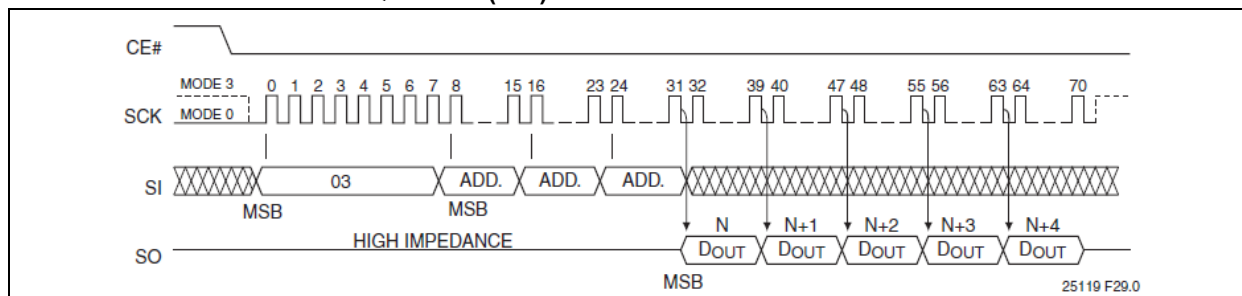 CE#
MODE 3
0 1 2 3 4 5 6 7 8 15 16 23 24 31 32 39 40 47 48 55 56 63 64 70
SCK MODE 0
SI 03 ADD. ADD. ADD.
MSB MSB
N N+1 N+2 N+3 N+4
HIGH IMPEDANCE
SO DOUT DOUT DOUT DOUT DOUT
MSB
25119 F29.0